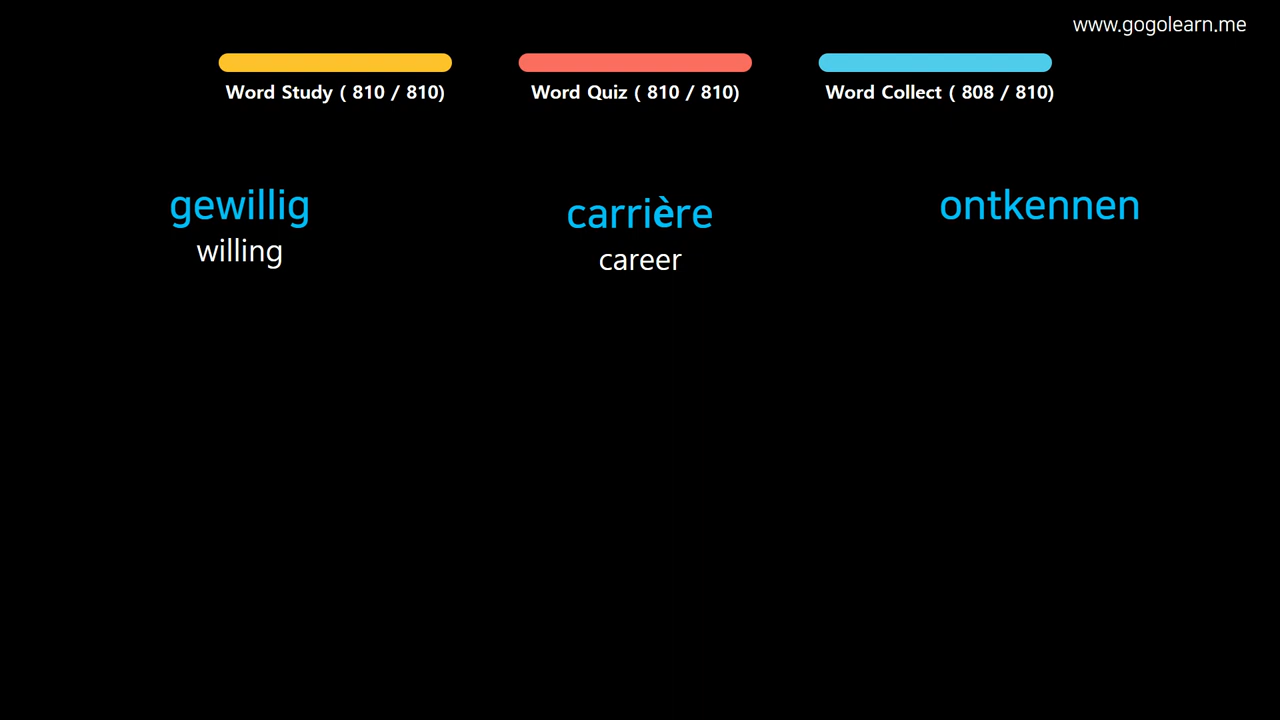 www.gogolearn.me
Word Study ( 810 / 810)
Word Quiz ( 810 / 810)
Word Collect ( 808 / 810)
gewillig
willing
carrière
career
ontkennen